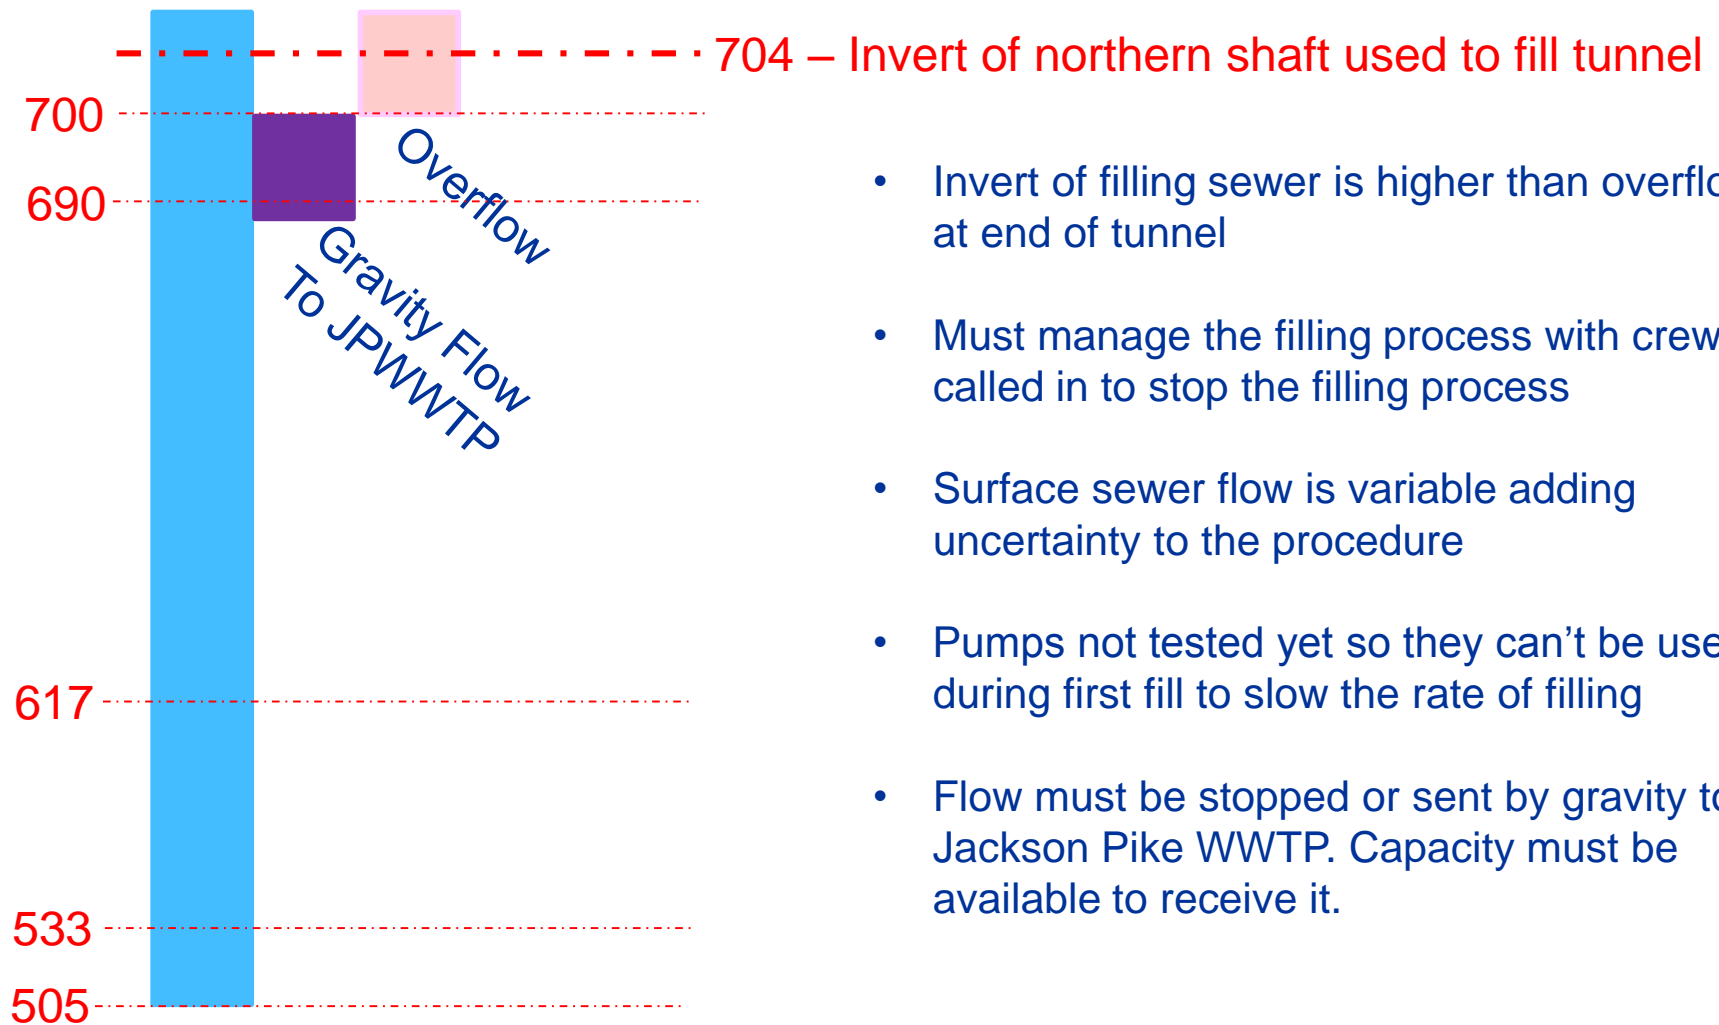 704 – Invert of northern shaft used to fill tunnel
700
690
Overflow
Gravity Flow
To JPWWTP
617
533
505
• Invert of filling sewer is higher than
at end of tunnel
• Must manage the filling process with crew
called in to stop the filling process
• Surface sewer flow is variable adding
uncertainty to the procedure
• Pumps not tested yet so they can’t be
during first fill to slow the rate of filling
• Flow must be stopped or sent by gravity
Jackson Pike WWTP. Capacity must be
available to receive it.